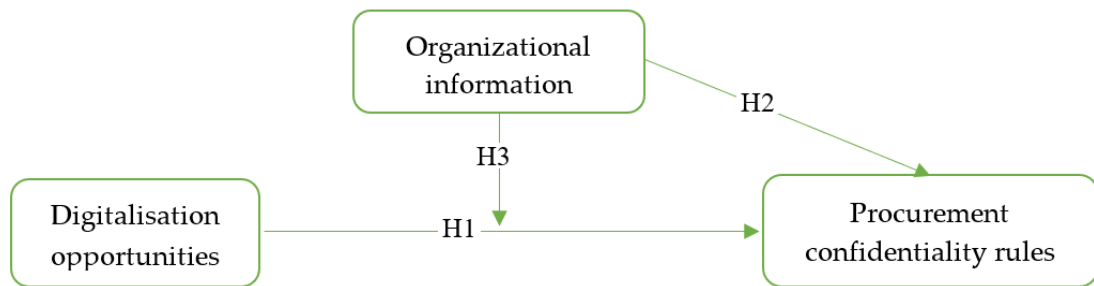 Organizational
information
H2
H3
Digitalisation
opportunities
H1
Procurement
confidentiality rules